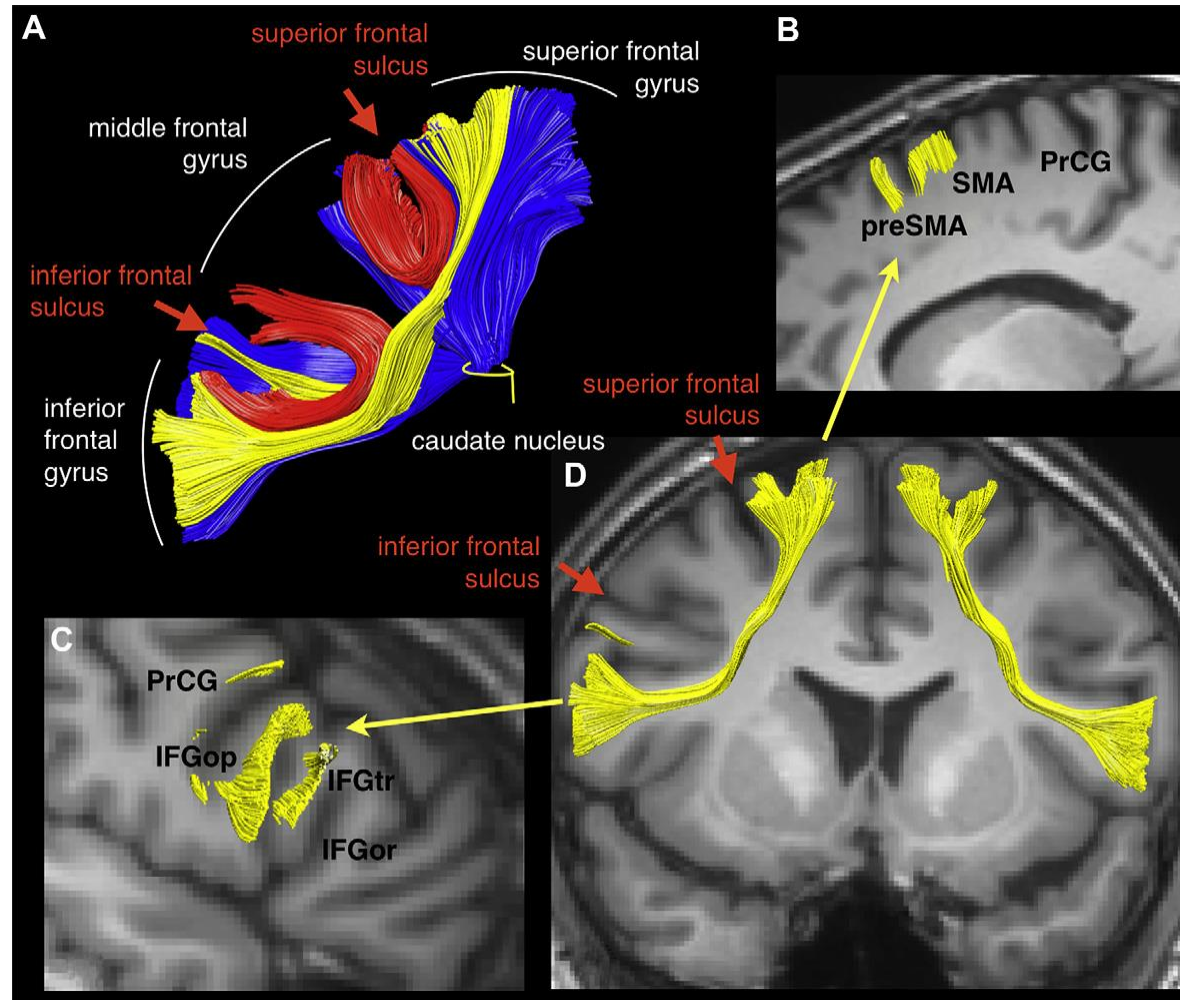 A
superior frontal
sulcus
superior frontal
gyrus
middle frontal
gyrus
inferior frontal
sulcus
inferior
frontal
gyrus
caudate nucleus
B
PrCG
SMA
preSMA
superior frontal
sulcus
D
inferior frontal
sulcus
C
PrCG
IFGop
IFGtr
IFGor